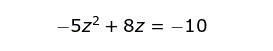 −5z² + 8z = −10